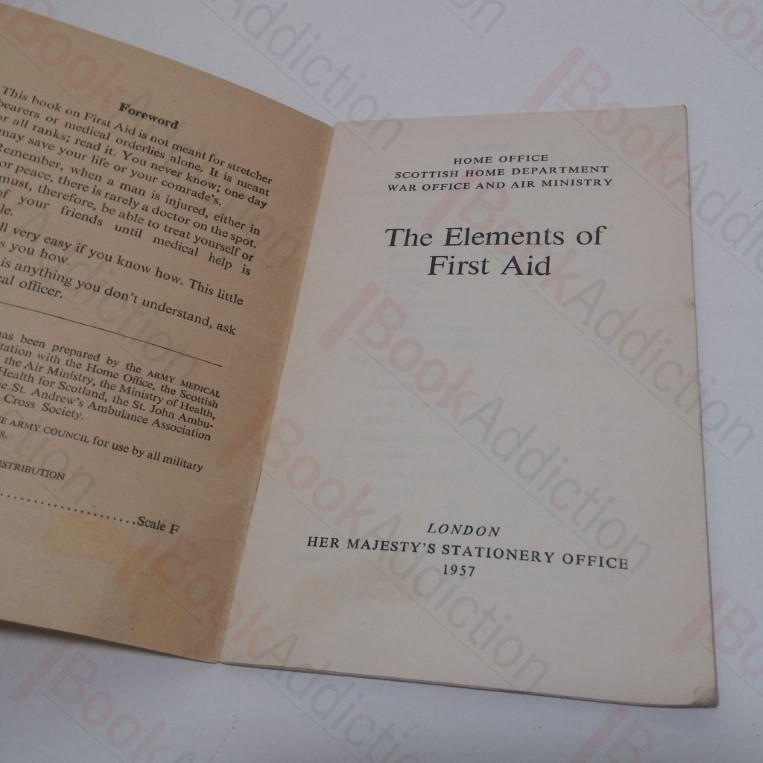 Foreword
This book on First Aid is not meant for stretcher
bearers or medical orderlies alone. It is meant
for all ranks; read it. You never know; one day
may save your life or your comrade's.
Remember, when a man is injured, either in
or peace, there is rarely a doctor on the spot.
must, therefore, be able to treat yourself or
of your friends until medical help is
le.
ll very easy if you know how. This little
s you how.
is anything you don't understand, ask
cal officer.
has been prepared by the ARMY MEDICAL
tation with the Home Office, the Scottish
the Air Ministry, the Ministry of Health,
Health for Scotland, the St. John Ambu-
e St. Andrew's Ambulance Association
Cross Society.
E ARMY COUNCIL for use by all military
s.
ISTRIBUTION
Scale F
HOME OFFICE
SCOTTISH HOME DEPARTMENT
WAR OFFICE AND AIR MINISTRY
The Elements of
First Aid
LONDON
HER MAJESTY'S STATIONERY OFFICE
1957
BookAddiction